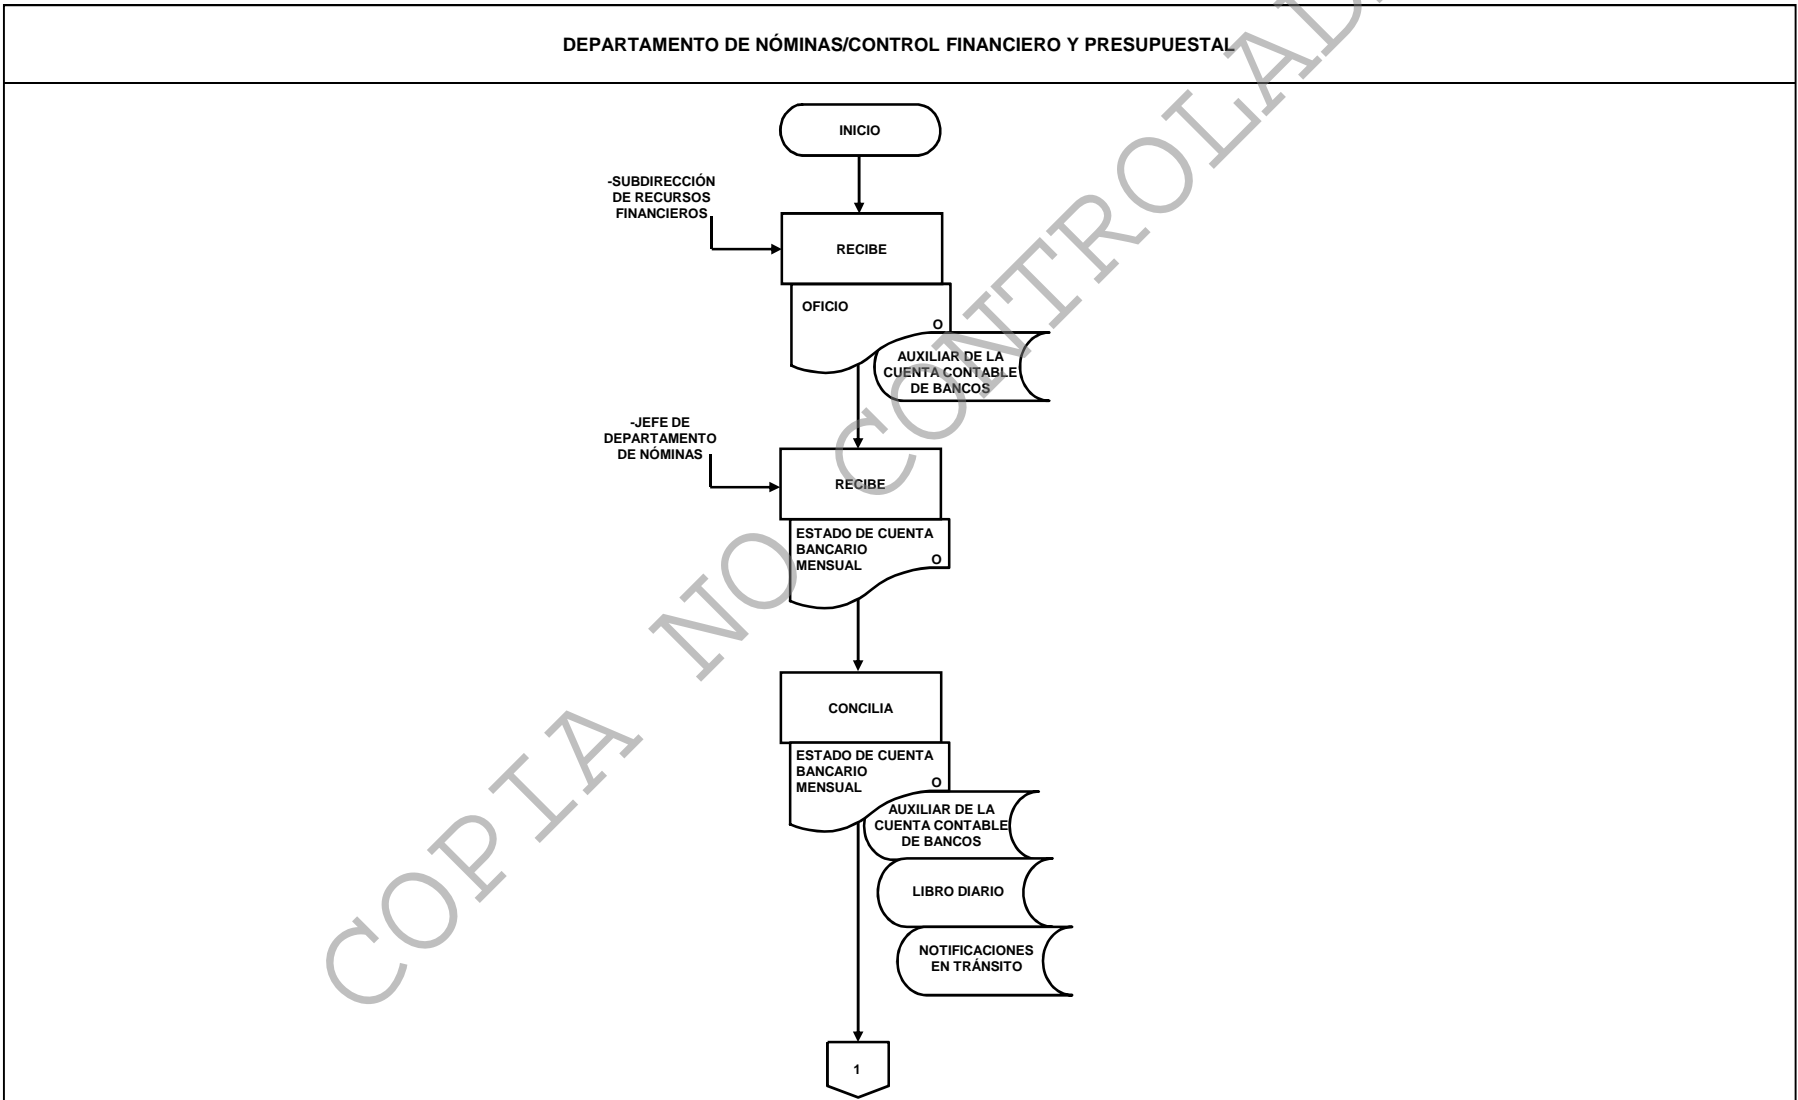 DEPARTAMENTO DE NÓMINAS/CONTROL FINANCIERO Y PRESUPUESTAL
INICIO
-SUBDIRECCIÓN
DE RECURSOS
FINANCIEROS
RECIBE
OFICIO
O
AUXILIAR DE LA
CUENTA CONTABLE
DE BANCOS
-JEFE DE
DEPARTAMENTO
DE NÓMINAS
RECIBE
ESTADO DE CUENTA
BANCARIO
MENSUAL
O
CONCILIA
ESTADO DE CUENTA
BANCARIO
MENSUAL
O
AUXILIAR DE LA
CUENTA CONTABLE
DE BANCOS
LIBRO DIARIO
NOTIFICACIONES
EN TRÁNSITO
1
COPIA NO CONTROLAD